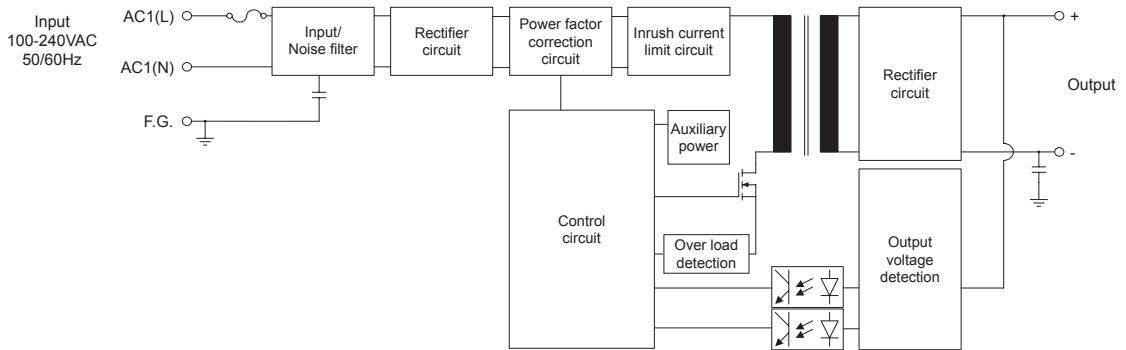 Input
100-240VAC
50/60Hz
AC1(L)
AC1(N)
F.G.
Input/
Noise filter
Rectifier
circuit
Power factor
correction
circuit
Inrush current
limit circuit
Rectifier
circuit
+
Output
-
Auxiliary
power
Control
circuit
Over load
detection
Output
voltage
detection